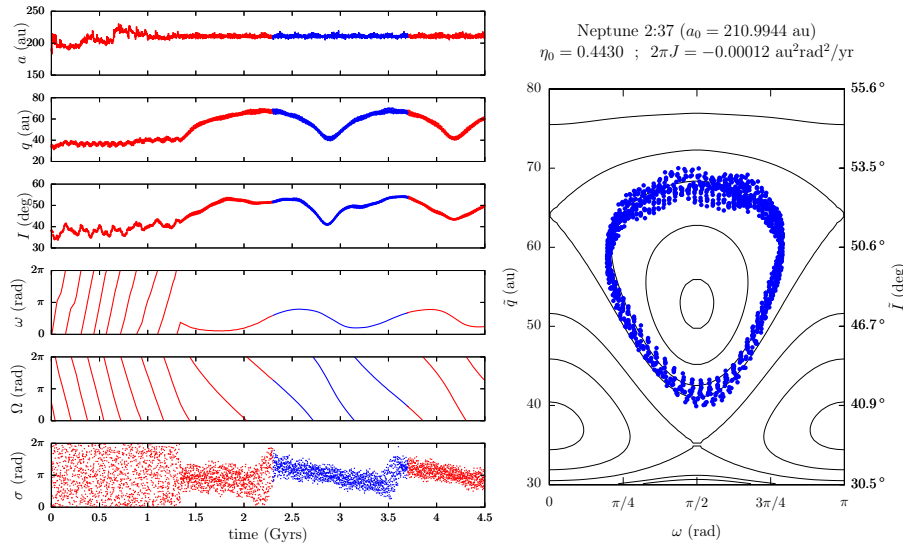 250
200
150
a (au)
80
60
40
20
q (au)
60
50
40
30
I (deg)
2π
π
0
ω (rad)
2π
π
0
Ω (rad)
2π
π
0
σ (rad)
0 0.5 1 1.5 2 2.5 3 3.5 4 4.5
time (Gyrs)
Neptune 2:37 (a₀ = 210.9944 au)
η₀ = 0.4430 ; 2πJ = −0.00012 au²rad²/yr
80
70
60
50
40
30
q̃ (au)
55.6°
53.5°
50.6°
46.7°
40.9°
30.5°
Ĩ (deg)
0 π/4 π/2 3π/4 π
ω (rad)